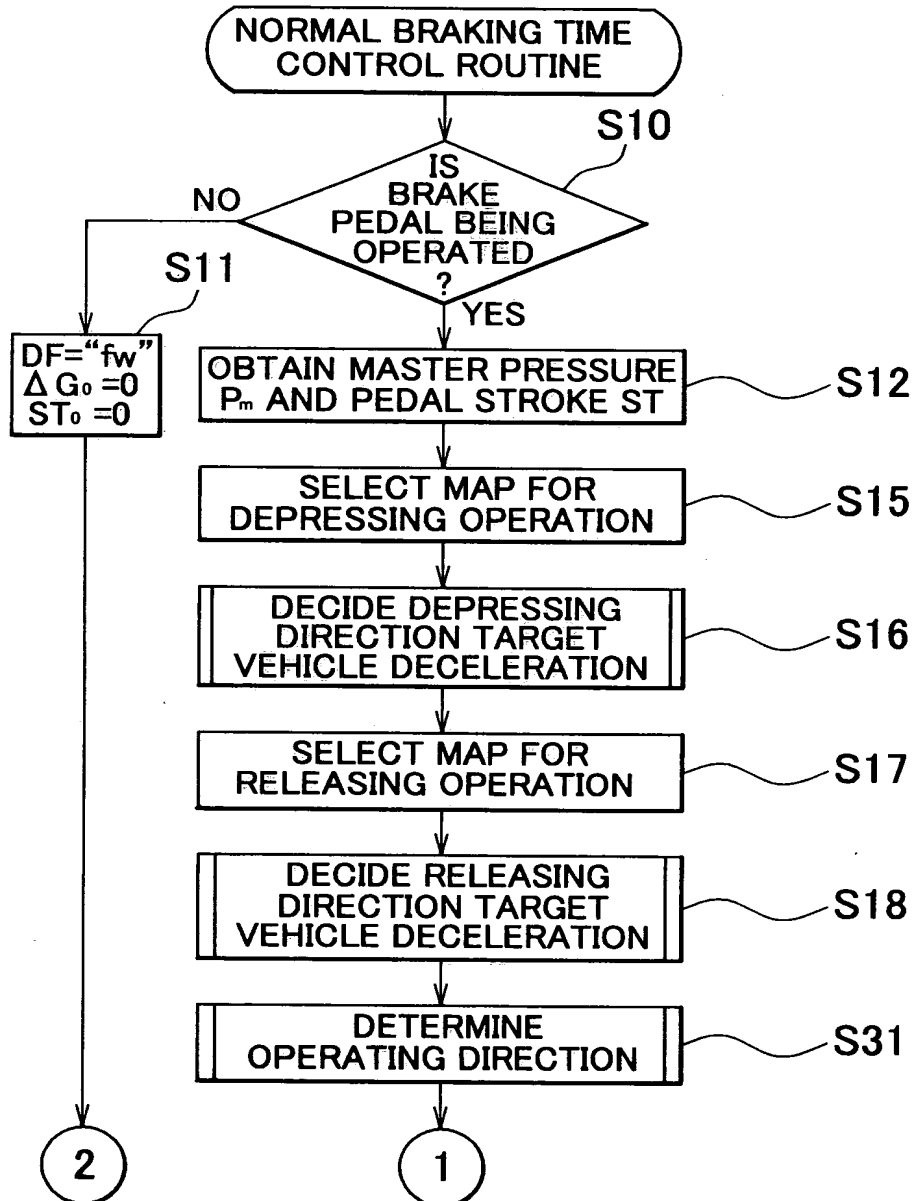 NORMAL BRAKING TIME
CONTROL ROUTINE
S10
IS
BRAKE
PEDAL BEING
OPERATED
?
NO
YES
S11
DF="fw"
Δ G₀ =0
ST₀ =0
OBTAIN MASTER PRESSURE
Pm AND PEDAL STROKE ST
S12
SELECT MAP FOR
DEPRESSING OPERATION
S15
DECIDE DEPRESSING
DIRECTION TARGET
VEHICLE DECELERATION
S16
SELECT MAP FOR
RELEASING OPERATION
S17
DECIDE RELEASING
DIRECTION TARGET
VEHICLE DECELERATION
S18
DETERMINE
OPERATING DIRECTION
S31
2
1